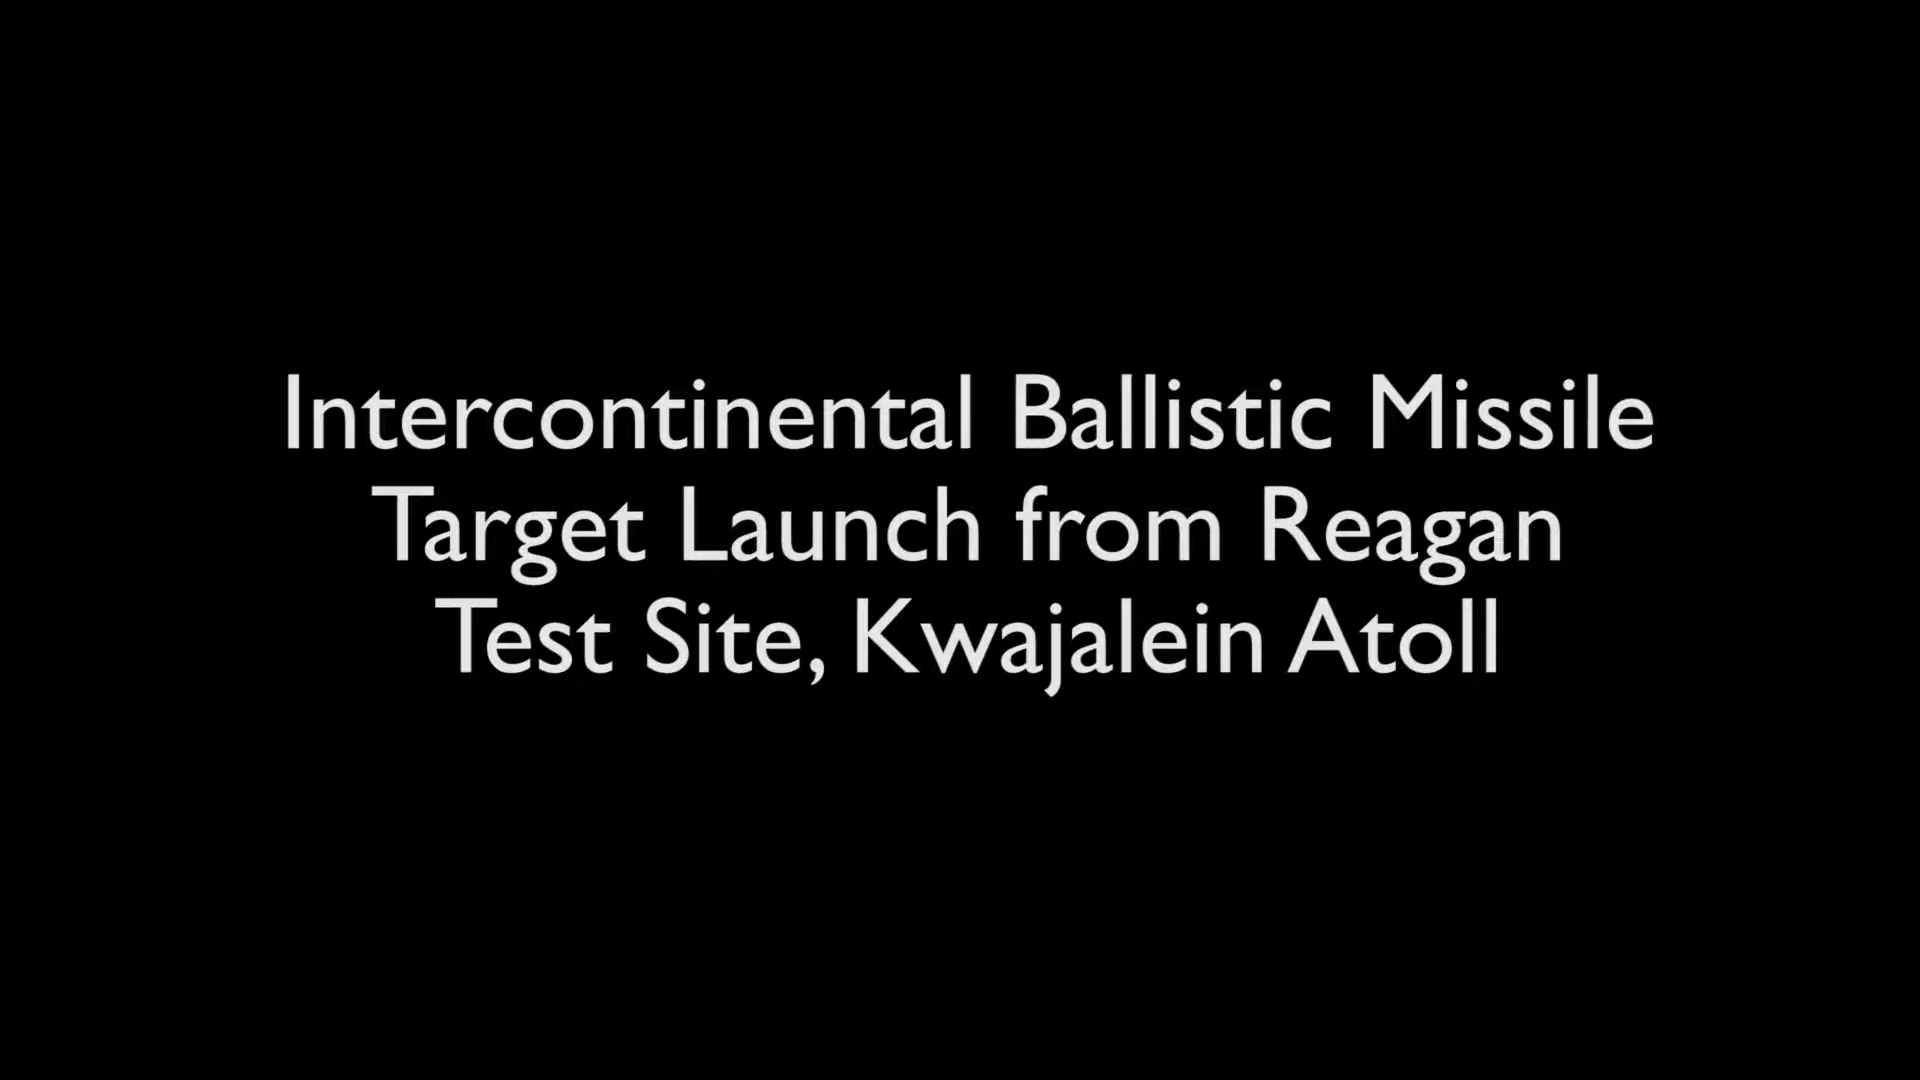 Intercontinental Ballistic Missile
Target Launch from Reagan
Test Site, Kwajalein Atoll